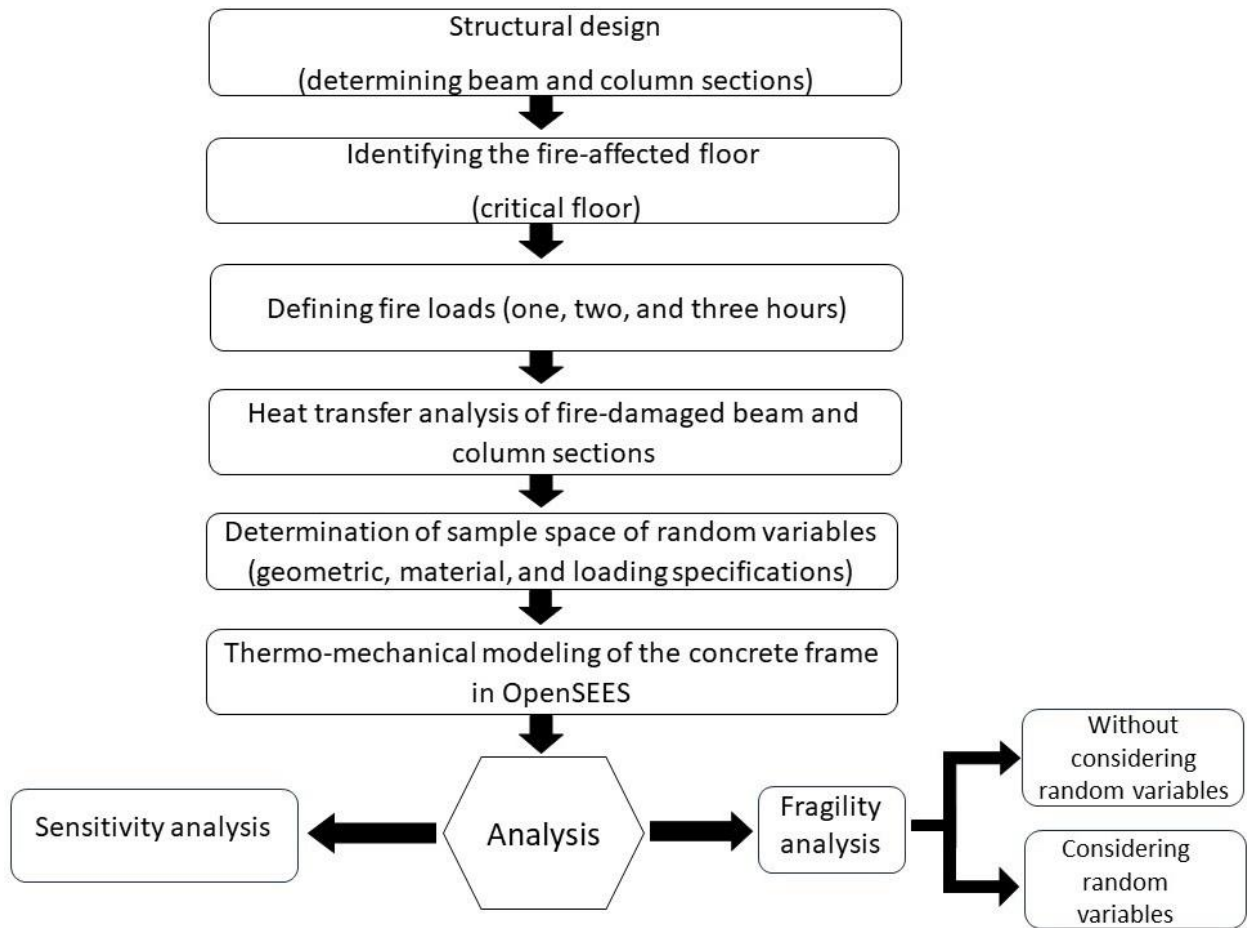 Structural design
(determining beam and column sections)
Identifying the fire-affected floor
(critical floor)
Defining fire loads (one, two, and three hours)
Heat transfer analysis of fire-damaged beam and
column sections
Determination of sample space of random variables
(geometric, material, and loading specifications)
Thermo-mechanical modeling of the concrete frame
in OpenSEES
Sensitivity analysis
Analysis
Fragility
analysis
Without
considering
random variables
Considering
random
variables